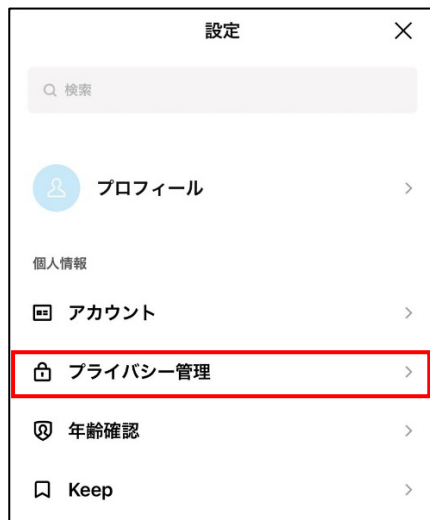 設定
検索
プロフィール
個人情報
アカウント
プライバシー管理
年齢確認
Keep